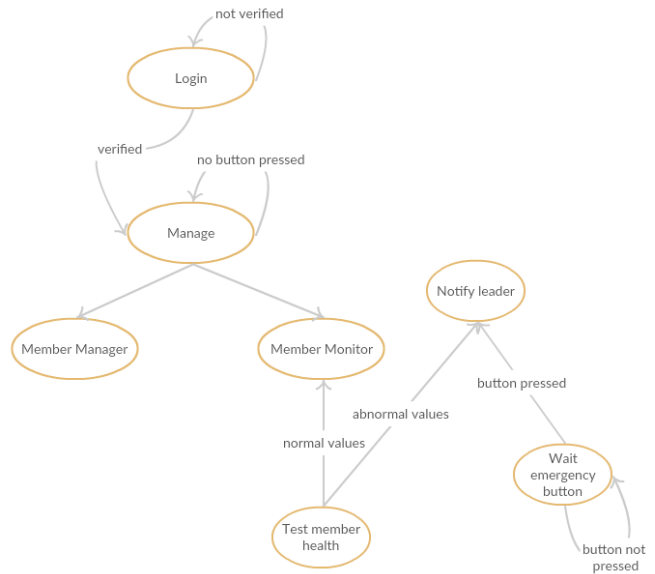 not verified
Login
verified
no button pressed
Manage
Notify leader
Member Manager
Member Monitor
button pressed
abnormal values
normal values
Wait
emergency
button
Test member
health
button not
pressed